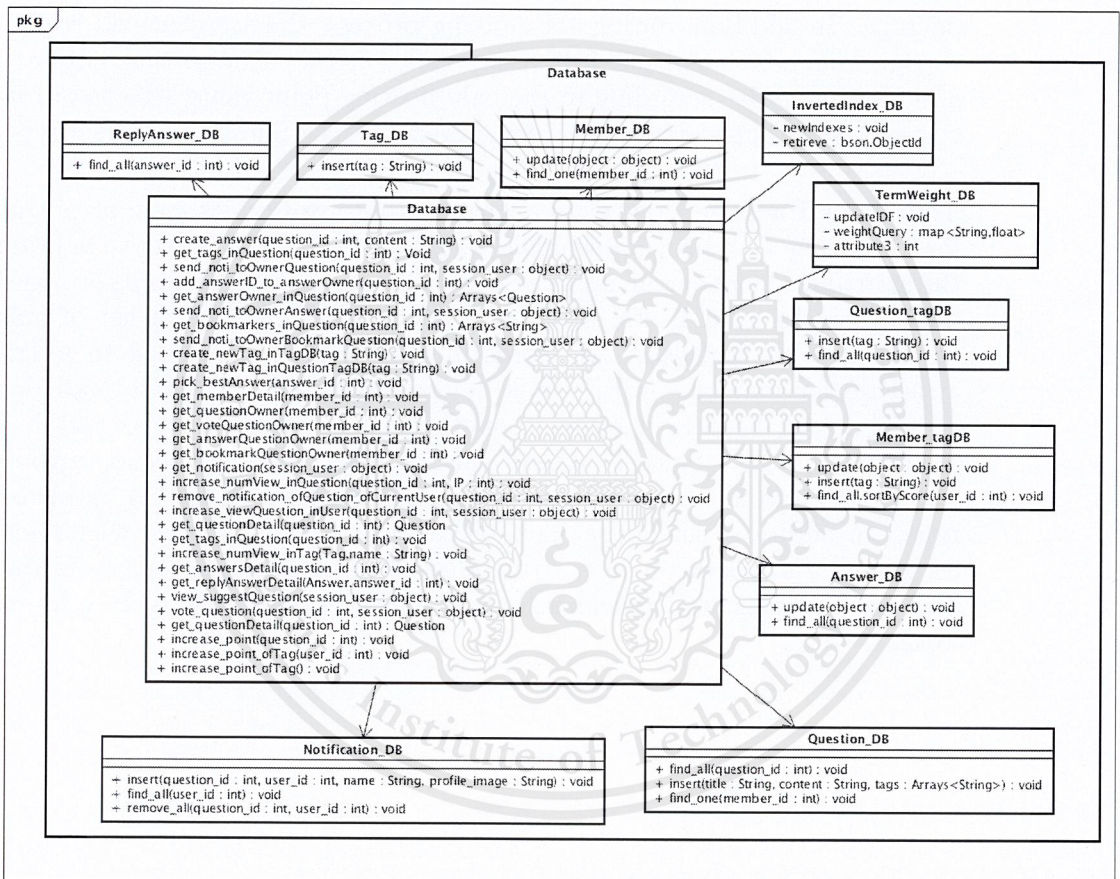 pkg
Database
ReplyAnswer_DB
+ find_all(answer_id : int) : void
Tag_DB
+ insert(tag : String) : void
Member_DB
+ update(object : object) : void
+ find_one(member_id : int) : void
InvertedIndex_DB
- newIndexes : void
- retireve : bson.ObjectId
TermWeight_DB
- updateIDF : void
- weightQuery : map<String,float>
- attribute3 : int
Database
+ create_answer(question_id : int, content : String) : void
+ get_tags_inQuestion(question_id : int) : Void
+ send_noti_toOwnerQuestion(question_id : int, session_user : object) : void
+ add_answerID_to_answerOwner(question_id : int) : void
+ get_answerOwner_inQuestion(question_id : int) : Arrays<Question>
+ send_noti_toOwnerAnswer(question_id : int, session_user : object) : void
+ get_bookmarkers_inQuestion(question_id : int) : Arrays<String>
+ send_noti_toOwnerBookmarkQuestion(question_id : int, session_user : object) : void
+ create_newTag_inTagDB(tag : String) : void
+ create_newTag_inQuestionTagDB(tag : String) : void
+ pick_bestAnswer(answer_id : int) : void
+ get_memberDetail(member_id : int) : void
+ get_questionOwner(member_id : int) : void
+ get_voteQuestionOwner(member_id : int) : void
+ get_answerQuestionOwner(member_id : int) : void
+ get_bookmarkQuestionOwner(member_id : int) : void
+ get_notification(session_user : object) : void
+ increase_numView_inQuestion(question_id : int, IP : int) : void
+ remove_notification_ofQuestion_ofCurrentUser(question_id : int, session_user : object) : void
+ increase_viewQuestion_inUser(question_id : int, session_user : object) : void
+ get_questionDetail(question_id : int) : Question
+ get_tags_inQuestion(question_id : int) : void
+ increase_numView_inTag(Tag.name : String) : void
+ get_answersDetail(question_id : int) : void
+ get_replyAnswerDetail(Answer.answer_id : int) : void
+ view_suggestQuestion(session_user : object) : void
+ vote_question(question_id : int, session_user : object) : void
+ get_questionDetail(question_id : int) : Question
+ increase_point(question_id : int) : void
+ increase_point_ofTag(user_id : int) : void
+ increase_point_ofTag() : void
Question_tagDB
+ insert(tag : String) : void
+ find_all(question_id : int) : void
Member_tagDB
+ update(object : object) : void
+ insert(tag : String) : void
+ find_all.sortByScore(user_id : int) : void
Answer_DB
+ update(object : object) : void
+ find_all(question_id : int) : void
Notification_DB
+ insert(question_id : int, user_id : int, name : String, profile_image : String) : void
+ find_all(user_id : int) : void
+ remove_all(question_id : int, user_id : int) : void
Question_DB
+ find_all(question_id : int) : void
+ insert(title : String, content : String, tags : Arrays<String>) : void
+ find_one(member_id : int) : void
Institute of Technology Ladkrabang